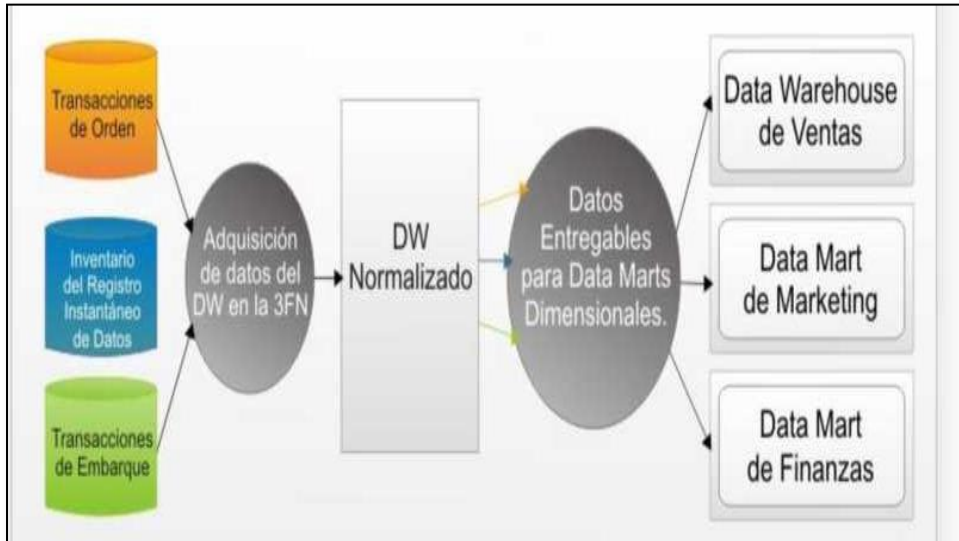 Transacciones
de Orden
Inventario
del Registro
Instantáneo
de Datos
Transacciones
de Embarque
Adquisición
de datos del
DW en la 3FN
DW
Normalizado
Datos
Entregables
para Data Marts
Dimensionales.
Data Warehouse
de Ventas
Data Mart
de Marketing
Data Mart
de Finanzas